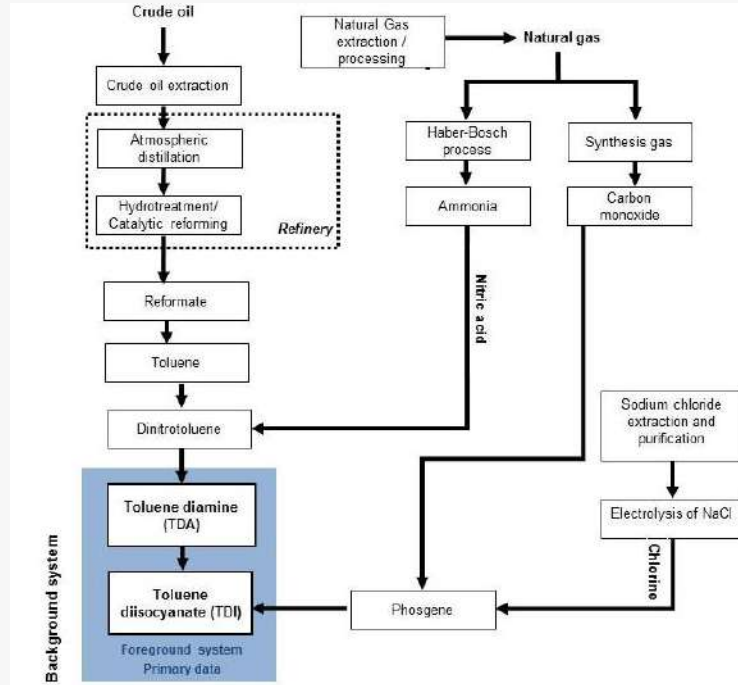 Crude oil
Natural Gas
extraction /
processing
Natural gas
Crude oil extraction
Atmospheric
distillation
Hydrotreatment/
Catalytic reforming
Refinery
Haber-Bosch
process
Synthesis gas
Ammonia
Carbon
monoxide
Nitric acid
Reformate
Toluene
Dinitrotoluene
Sodium chloride
extraction and
purification
Electrolysis of NaCl
Chlorine
Toluene diamine
(TDA)
Toluene
diisocyanate (TDI)
Phosgene
Foreground system
Primary data
Background system